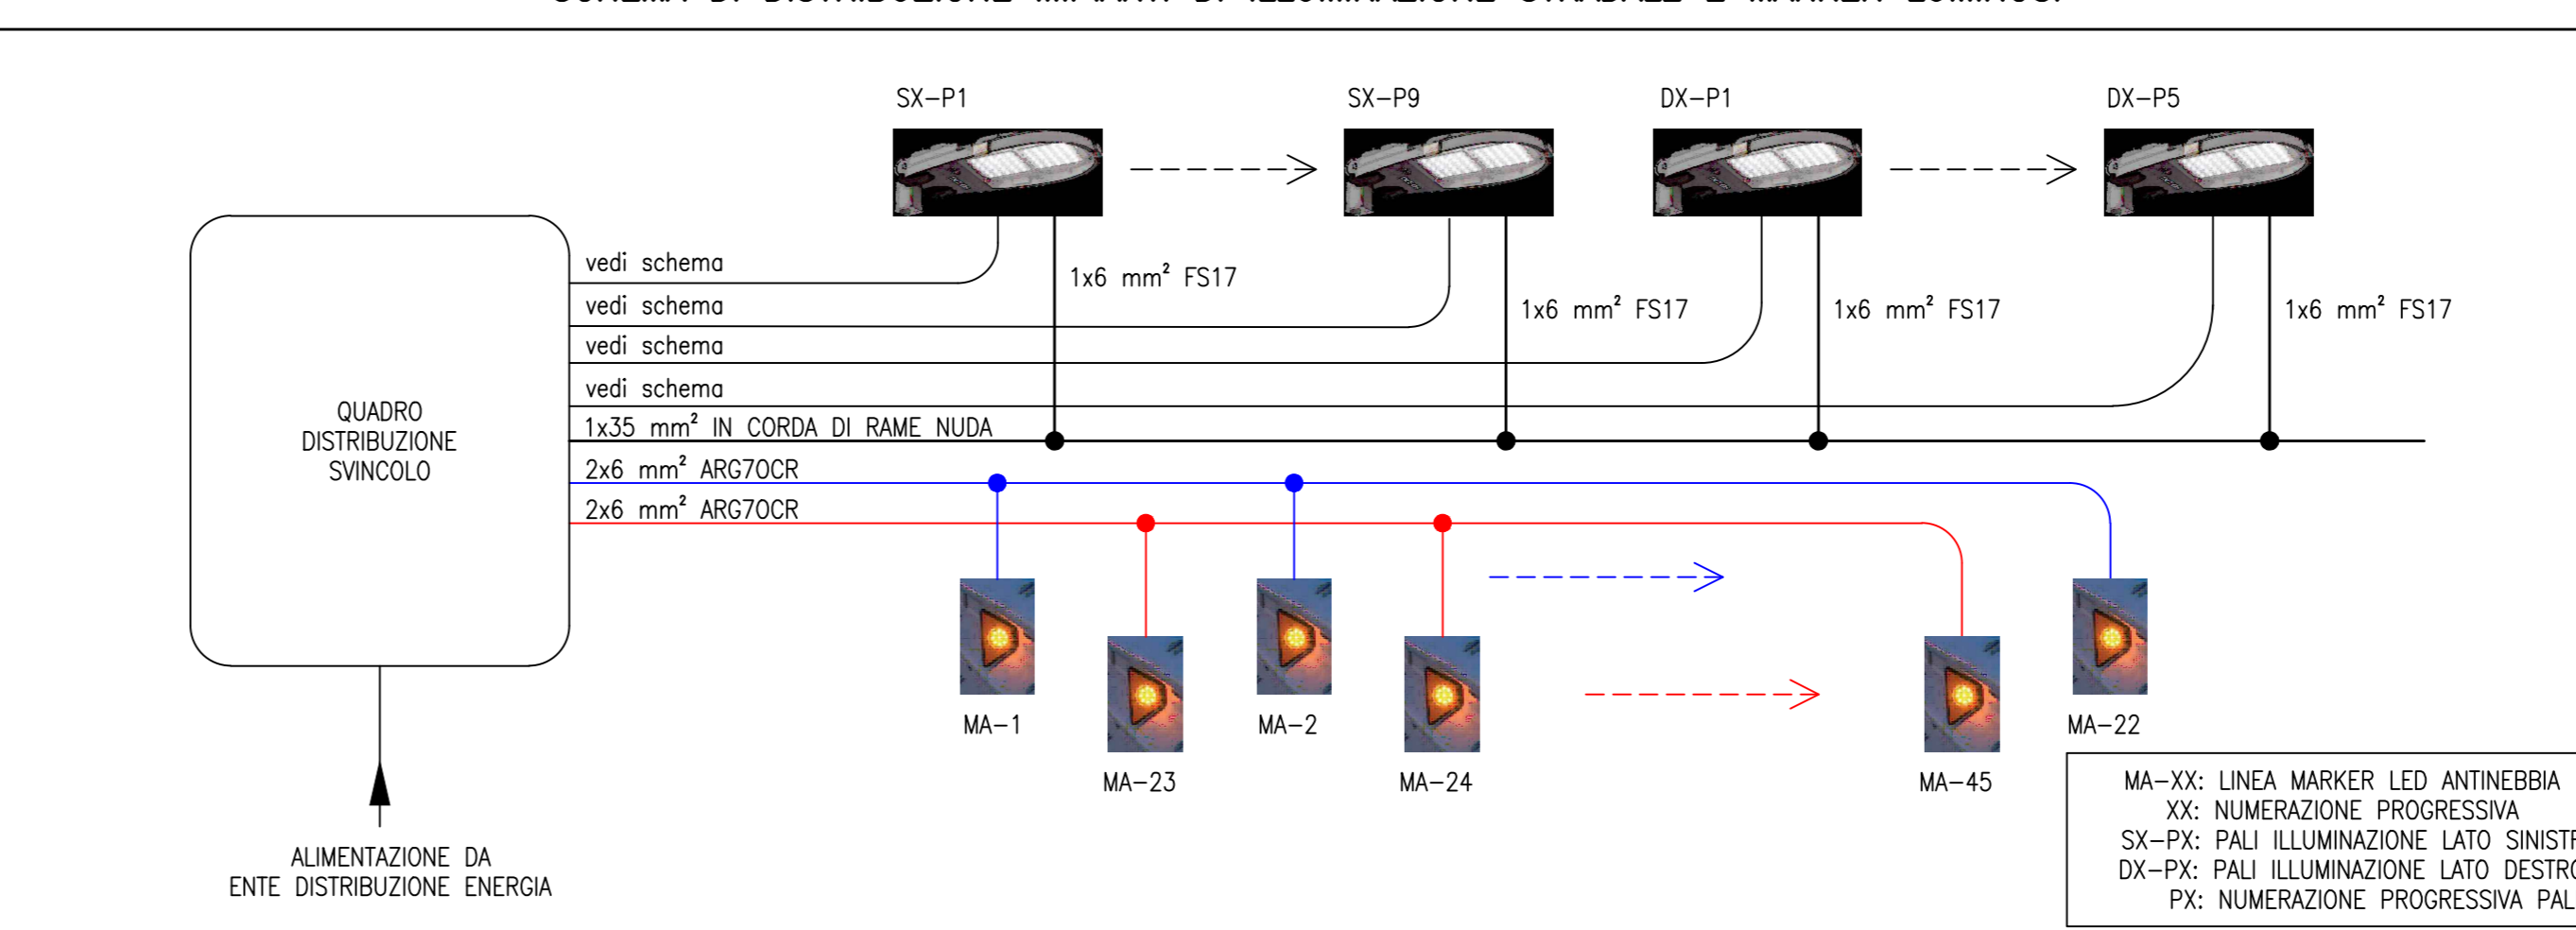 SX-P1
SX-P9
DX-P1
DX-P5
vedi schema
1x6 mm² FS17
vedi schema
1x6 mm² FS17
1x6 mm² FS17
1x6 mm² FS17
vedi schema
vedi schema
QUADRO
DISTRIBUZIONE
SVINCOLO
1x35 mm² IN CORDA DI RAME NUDA
2x6 mm² ARG7OCR
2x6 mm² ARG7OCR
MA-1
MA-2
MA-22
MA-23
MA-24
MA-45
MA-XX: LINEA MARKER LED ANTINEBBIA
XX: NUMERAZIONE PROGRESSIVA
SX-PX: PALI ILLUMINAZIONE LATO
DX-PX: PALI ILLUMINAZIONE LATO DESTRO
PX: NUMERAZIONE PROGRESSIVA
ALIMENTAZIONE DA
ENTE DISTRIBUZIONE ENERGIA